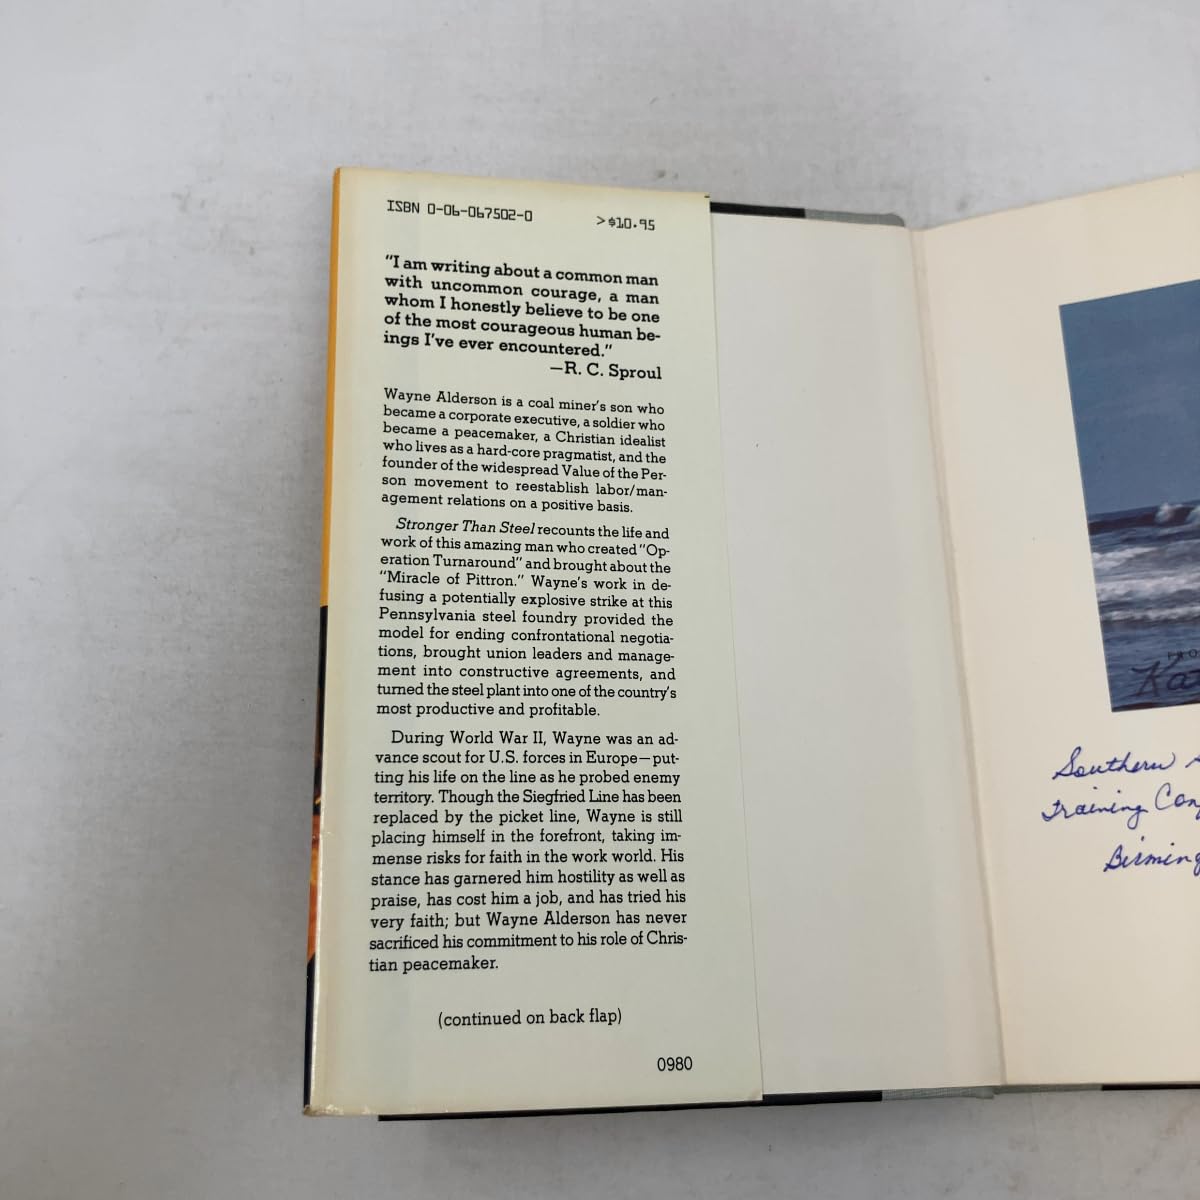 ISBN 0-06-067502-0 >$10.95
"I am writing about a common man
with uncommon courage, a man
whom I honestly believe to be one
of the most courageous human be-
ings I've ever encountered."
—R. C. Sproul
Wayne Alderson is a coal miner's son who
became a corporate executive, a soldier who
became a peacemaker, a Christian idealist
who lives as a hard-core pragmatist, and the
founder of the widespread Value of the Per-
son movement to reestablish labor/man-
agement relations on a positive basis.
Stronger Than Steel recounts the life and
work of this amazing man who created "Op-
eration Turnaround" and brought about the
"Miracle of Pittron." Wayne's work in de-
fusing a potentially explosive strike at this
Pennsylvania steel foundry provided the
model for ending confrontational negotia-
tions, brought union leaders and manage-
ment into constructive agreements, and
turned the steel plant into one of the country's
most productive and profitable.
During World War II, Wayne was an ad-
vance scout for U.S. forces in Europe—put-
ting his life on the line as he probed enemy
territory. Though the Siegfried Line has been
replaced by the picket line, Wayne is still
placing himself in the forefront, taking im-
mense risks for faith in the work world. His
stance has garnered him hostility as well as
praise, has cost him a job, and has tried his
very faith; but Wayne Alderson has never
sacrificed his commitment to his role of Chris-
tian peacemaker.
(continued on back flap)
0980
Southern
Training